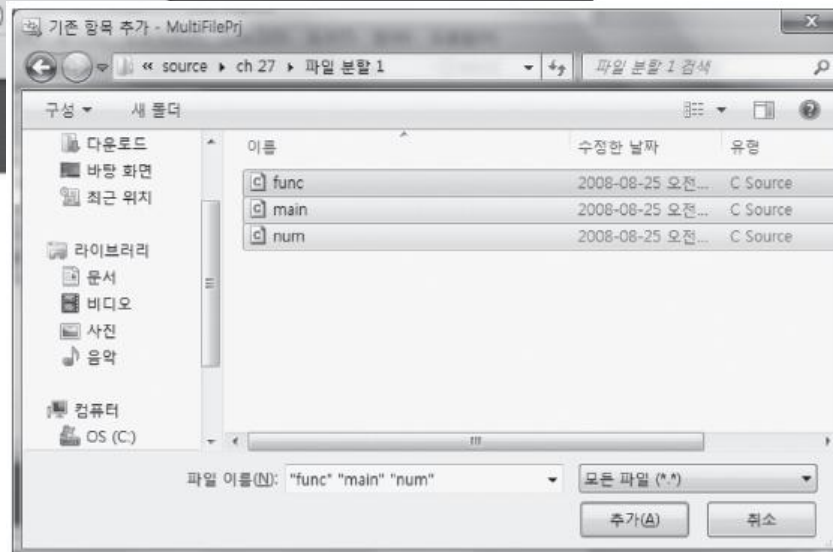 기존 항목 추가 - MultiFilePrj
« source ▸ ch 27 ▸ 파일 분할 1
파일 분할 1 검색
구성 새 폴더
이름 수정한 날짜 유형
func 2008-08-25 오전... C Source
main 2008-08-25 오전... C Source
num 2008-08-25 오전... C Source
다운로드
바탕 화면
최근 위치
라이브러리
문서
비디오
사진
음악
컴퓨터
OS (C:)
파일 이름(N): "func" "main" "num"
모든 파일 (*.*)
추가(A) 취소